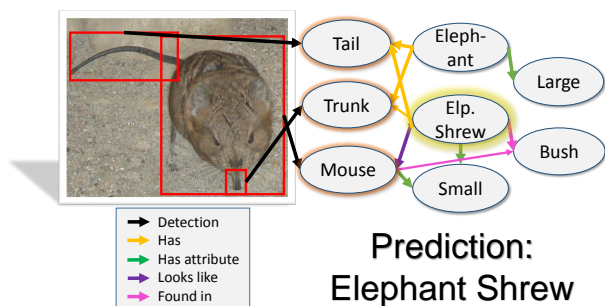 Tail
Eleph-
ant
Large
Trunk
Elp.
Shrew
Bush
Mouse
Small
Detection
Has
Has attribute
Looks like
Found in
Prediction:
Elephant Shrew